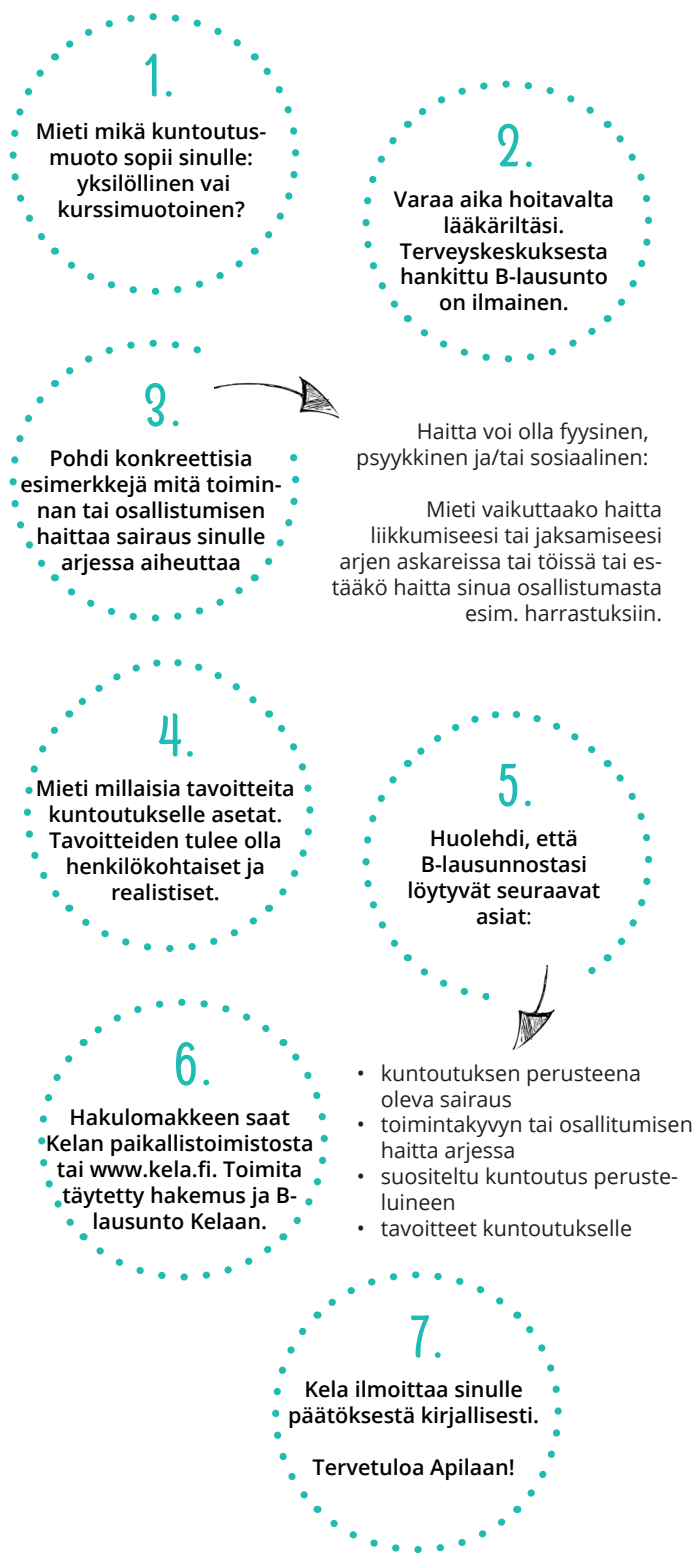 1.
Mieti mikä kuntoutus-
muoto sopii sinulle:
yksilöllinen vai
kurssimuotoinen?
2.
Varaa aika hoitavalta
lääkäriltäsi.
Terveyskeskuksesta
hankittu B-lausunto
on ilmainen.
3.
Pohdi konkreettisia
esimerkkejä mitä toimin-
nan tai osallistumisen
haittaa sairaus sinulle
arjessa aiheuttaa
Haitta voi olla fyysinen,
psyykkinen ja/tai sosiaalinen:
Mieti vaikuttaako haitta
liikkumiseesi tai jaksamiseesi
arjen askareissa tai töissä tai es-
tääkö haitta sinua osallistumasta
esim. harrastuksiin.
4.
Mieti millaisia tavoitteita
kuntoutukselle asetat.
Tavoitteiden tulee olla
henkilökohtaiset ja
realistiset.
5.
Huolehdi, että
B-lausunnostasi
löytyvät seuraavat
asiat:
• kuntoutuksen perusteena
oleva sairaus
• toimintakyvyn tai osallitumisen
haitta arjessa
• suositeltu kuntoutus peruste-
luineen
• tavoitteet kuntoutukselle
6.
Hakulomakkeen saat
Kelan paikallistoimistosta
tai www.kela.fi. Toimita
täytetty hakemus ja B-
lausunto Kelaan.
7.
Kela ilmoittaa sinulle
päätöksestä kirjallisesti.
Tervetuloa Apilaan!